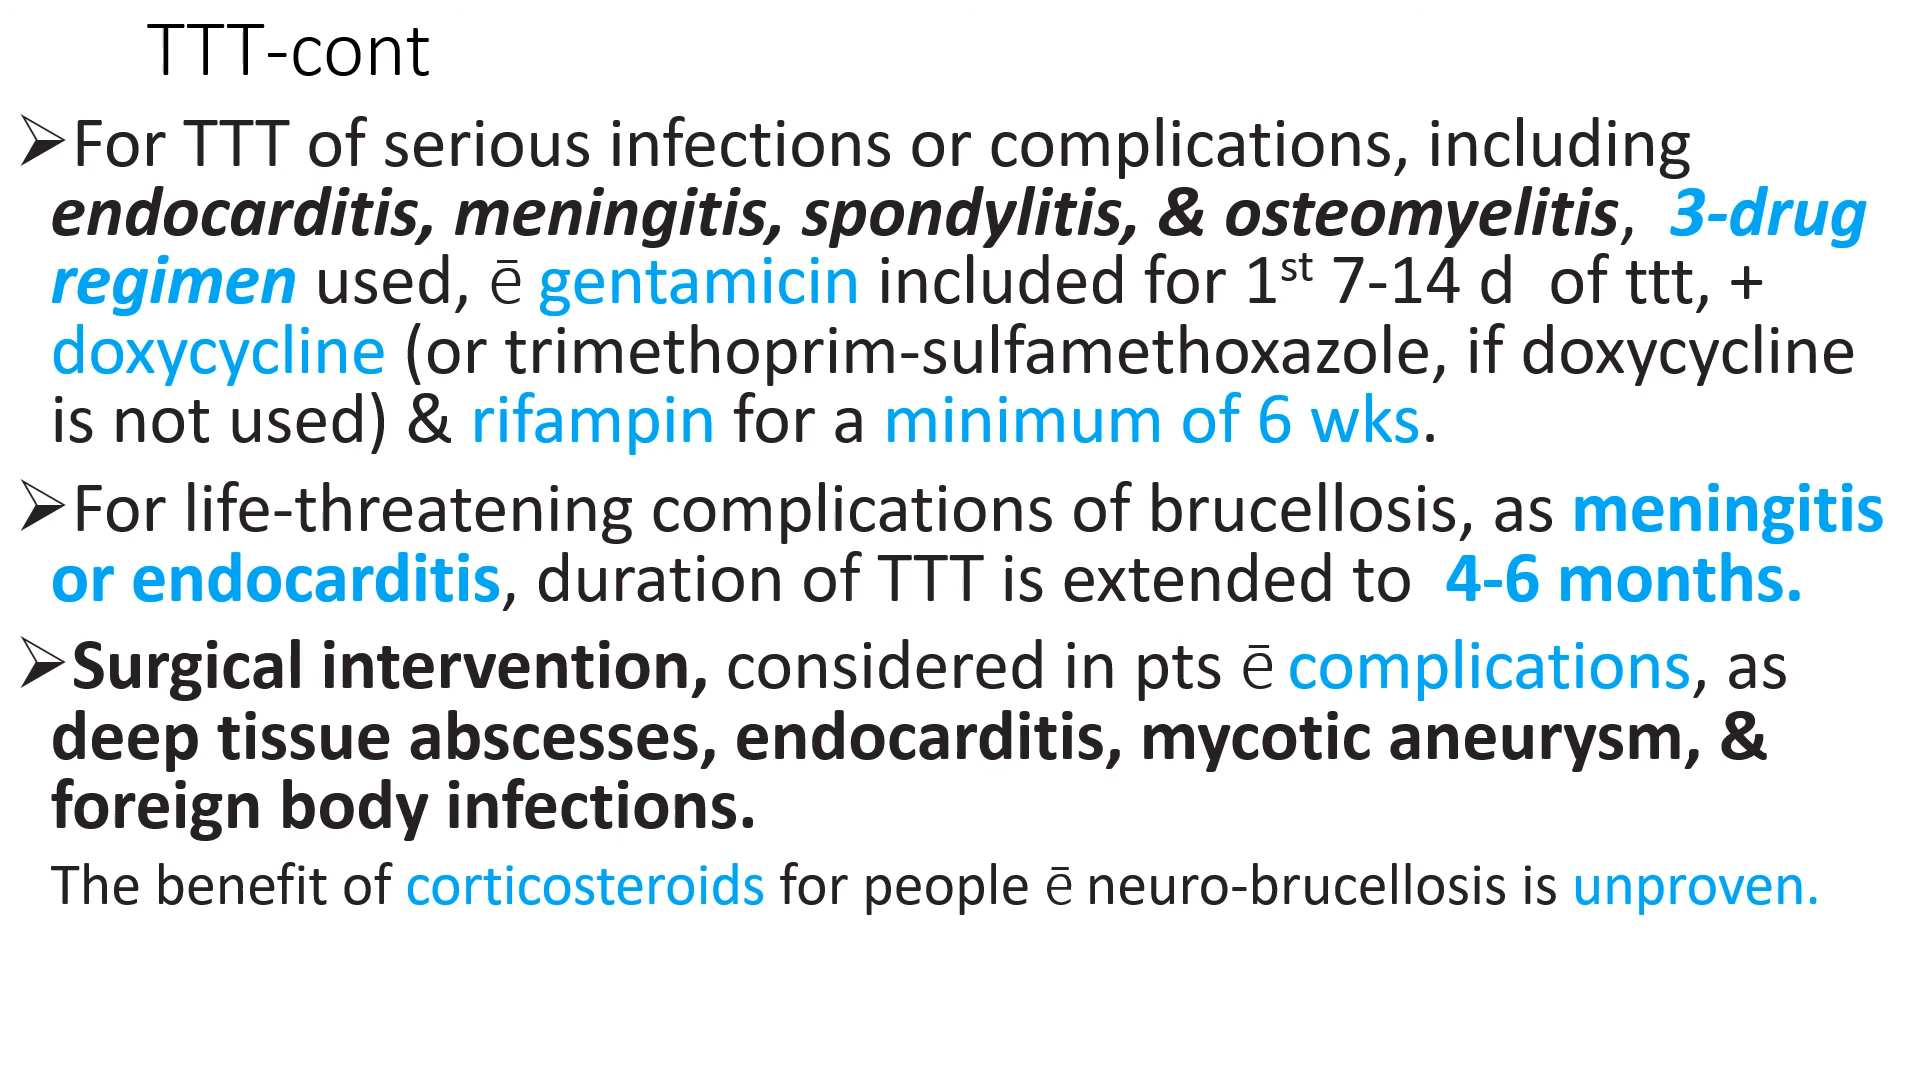 TTT-cont
➢For TTT of serious infections or complications, including
endocarditis, meningitis, spondylitis, & osteomyelitis, 3-drug
regimen used, ē gentamicin included for 1st 7-14 d of ttt, +
doxycycline (or trimethoprim-sulfamethoxazole, if doxycycline
is not used) & rifampin for a minimum of 6 wks.
➢For life-threatening complications of brucellosis, as meningitis
or endocarditis, duration of TTT is extended to 4-6 months.
➢Surgical intervention, considered in pts ē complications, as
deep tissue abscesses, endocarditis, mycotic aneurysm, &
foreign body infections.
The benefit of corticosteroids for people ē neuro-brucellosis is unproven.